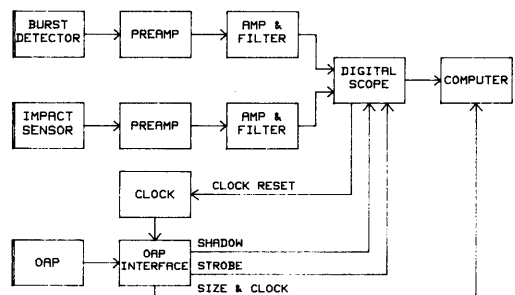 BURST
DETECTOR
PREAMP
AMP &
FILTER
DIGITAL
SCOPE
COMPUTER
IMPACT
SENSOR
PREAMP
AMP &
FILTER
CLOCK
CLOCK RESET
OAP
OAP
INTERFACE
SHADOW
STROBE
SIZE & CLOCK